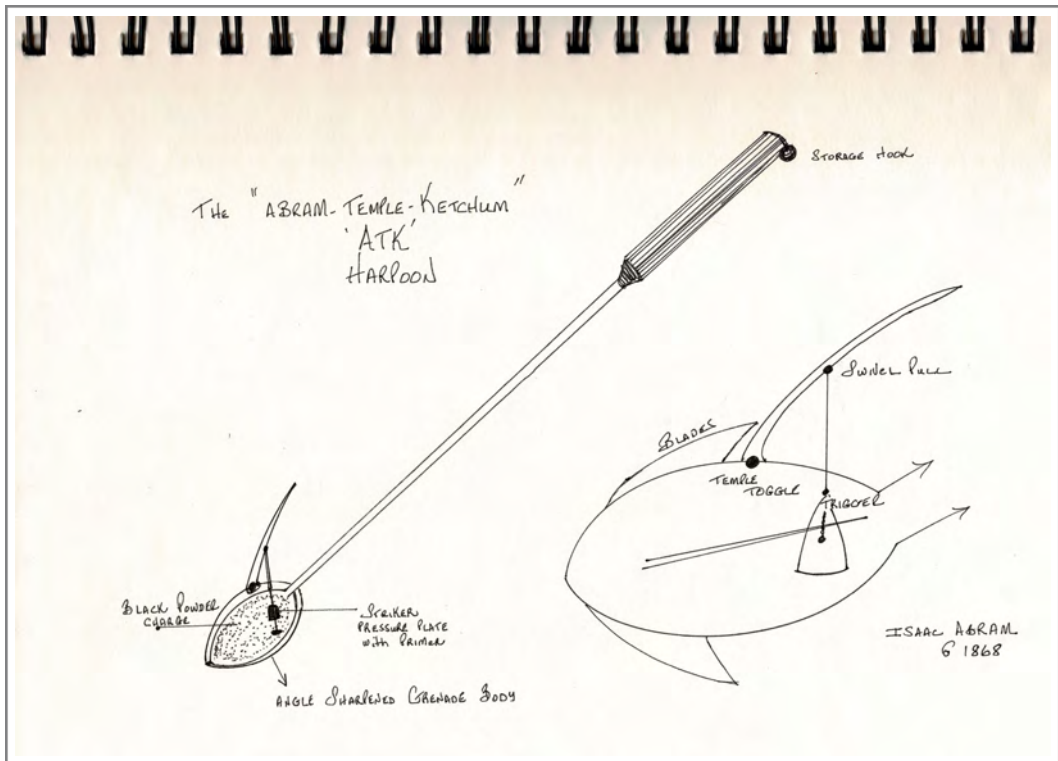 THE "ABRAM-TEMPLE-KETCHUM"
'ATK'
HARPOON
STORAGE HOOK
SWIVEL PULL
BLADES
TEMPLE
TOGGLE
TRIGGER
BLACK POWDER
CHARGE
STRIKER
PRESSURE PLATE
WITH PRIMER
ANGLE SHARPENED GRENADE BODY
ISAAC ABRAM
6 1868